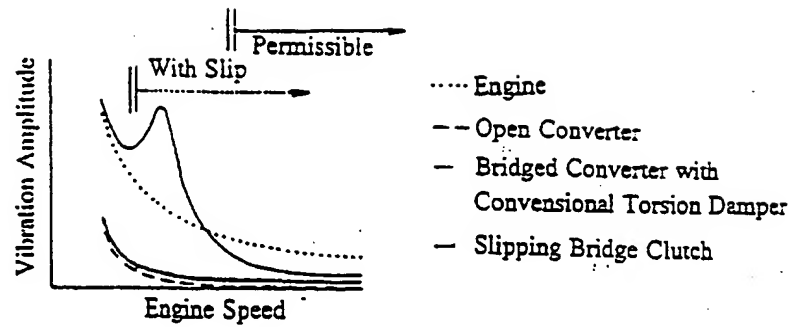 Permissible
With Slip
Vibration Amplitude
Engine Speed
Engine
Open Converter
Bridged Converter with
Convensional Torsion Damper
Slipping Bridge Clutch